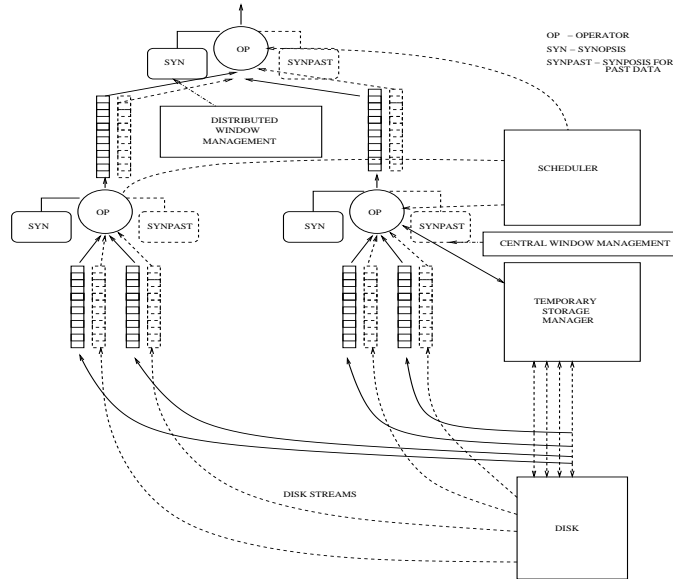 OP – OPERATOR
SYN – SYNOPSIS
SYNPAST – SYNPOSIS FOR
PAST DATA
OP
SYN
SYNPAST
DISTRIBUTED
WINDOW
MANAGEMENT
SCHEDULER
OP
SYN
SYNPAST
OP
SYN
SYNPAST
CENTRAL WINDOW MANAGEMENT
TEMPORARY
STORAGE
MANAGER
DISK STREAMS
DISK